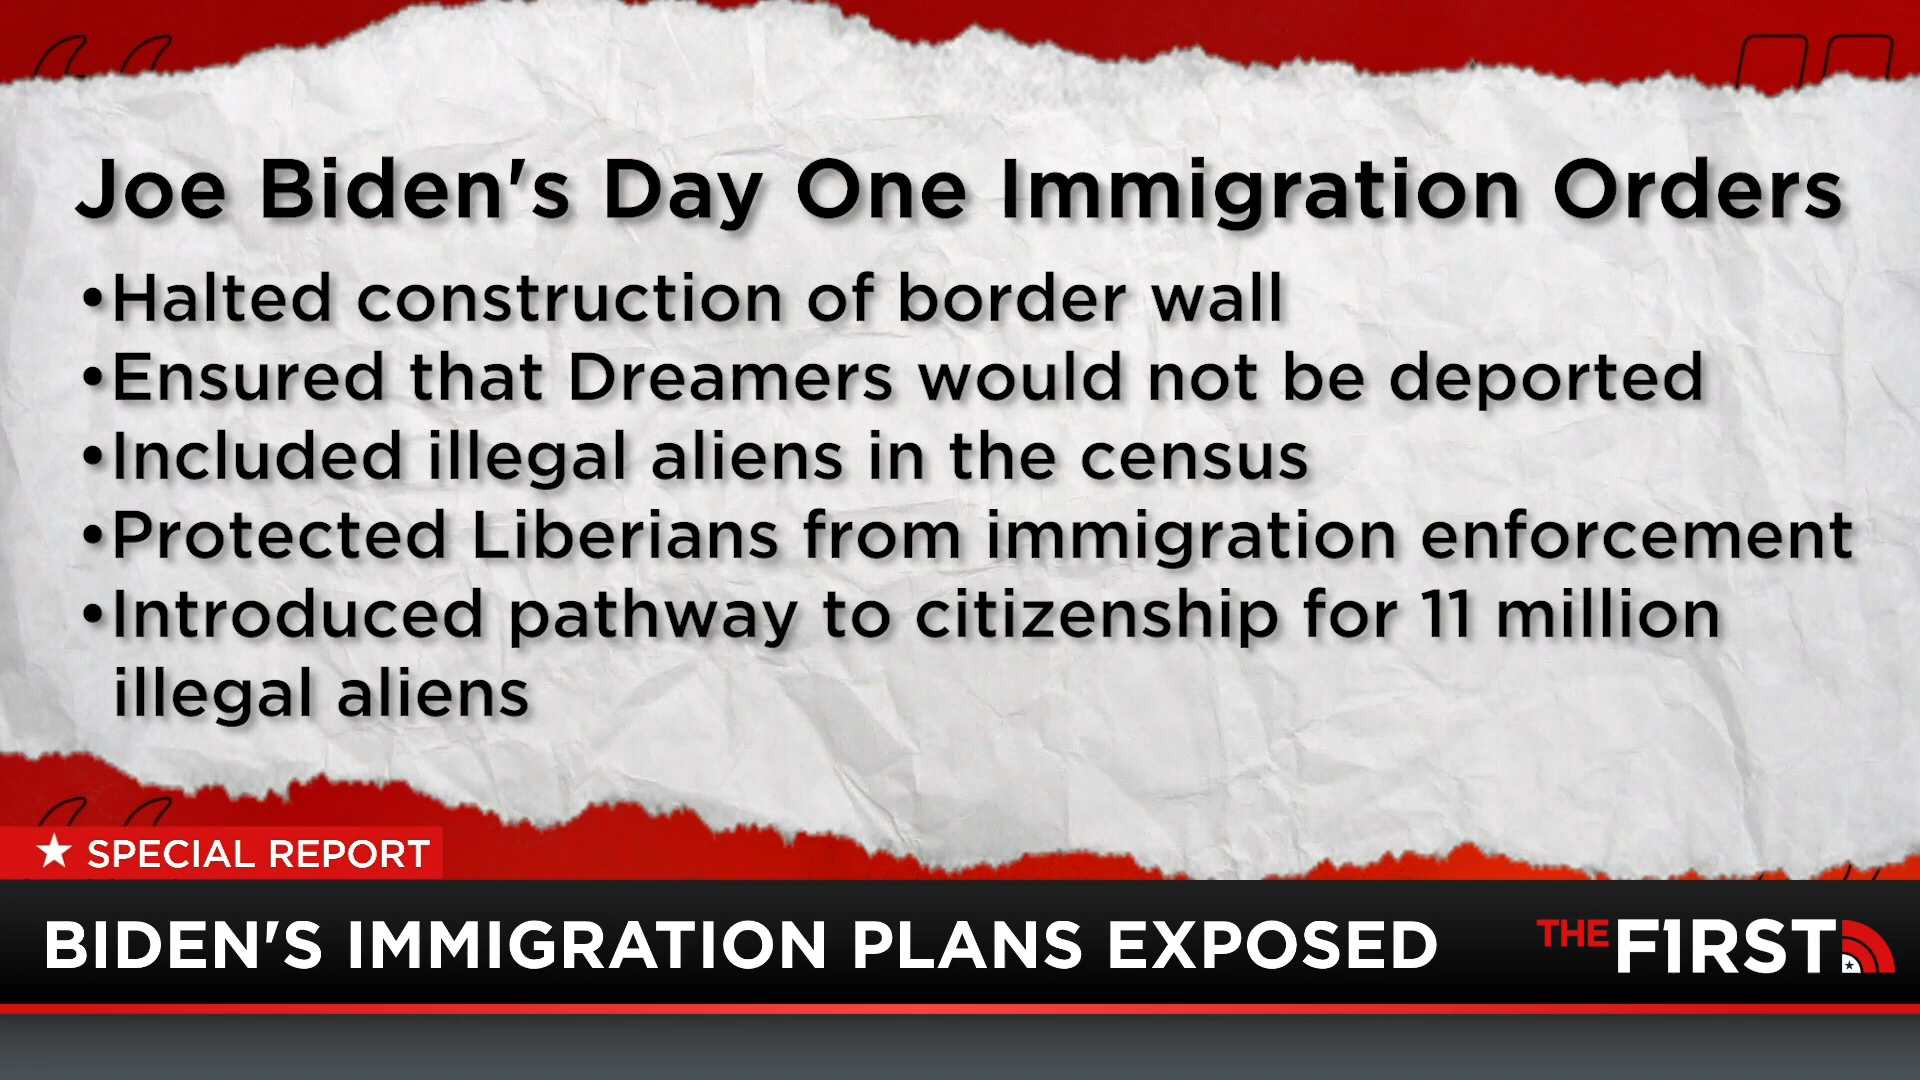 Joe Biden's Day One Immigration Orders
•Halted construction of border wall
•Ensured that Dreamers would not be deported
•Included illegal aliens in the census
•Protected Liberians from immigration enforcement
•Introduced pathway to citizenship for 11 million
illegal aliens
★ SPECIAL REPORT
BIDEN'S IMMIGRATION PLANS EXPOSED
THE F1RST